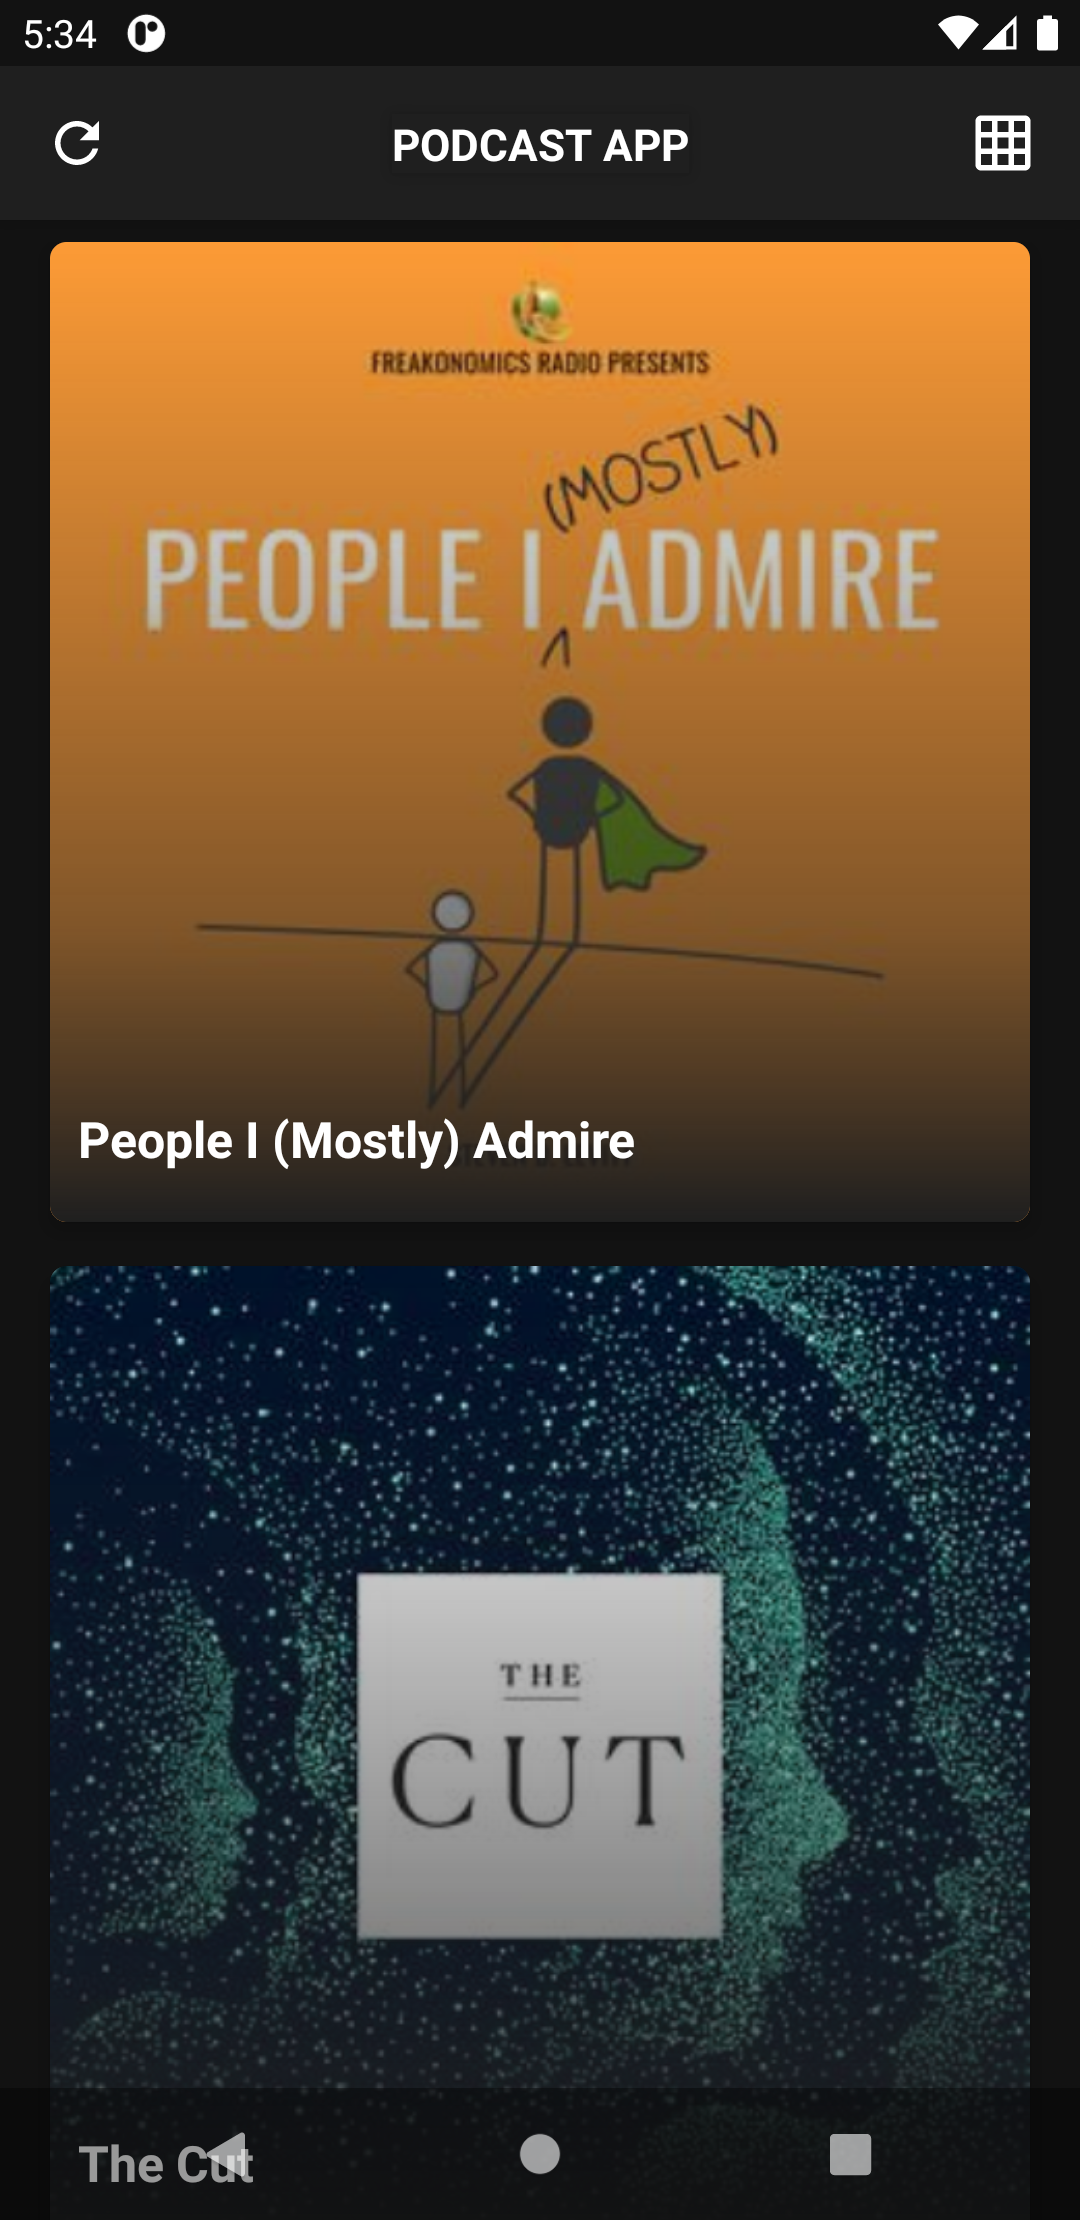 5:34
PODCAST APP
FREAKONOMICS RADIO PRESENTS
(MOSTLY)
PEOPLE I ADMIRE
People I (Mostly) Admire
THE
CUT
The Cut